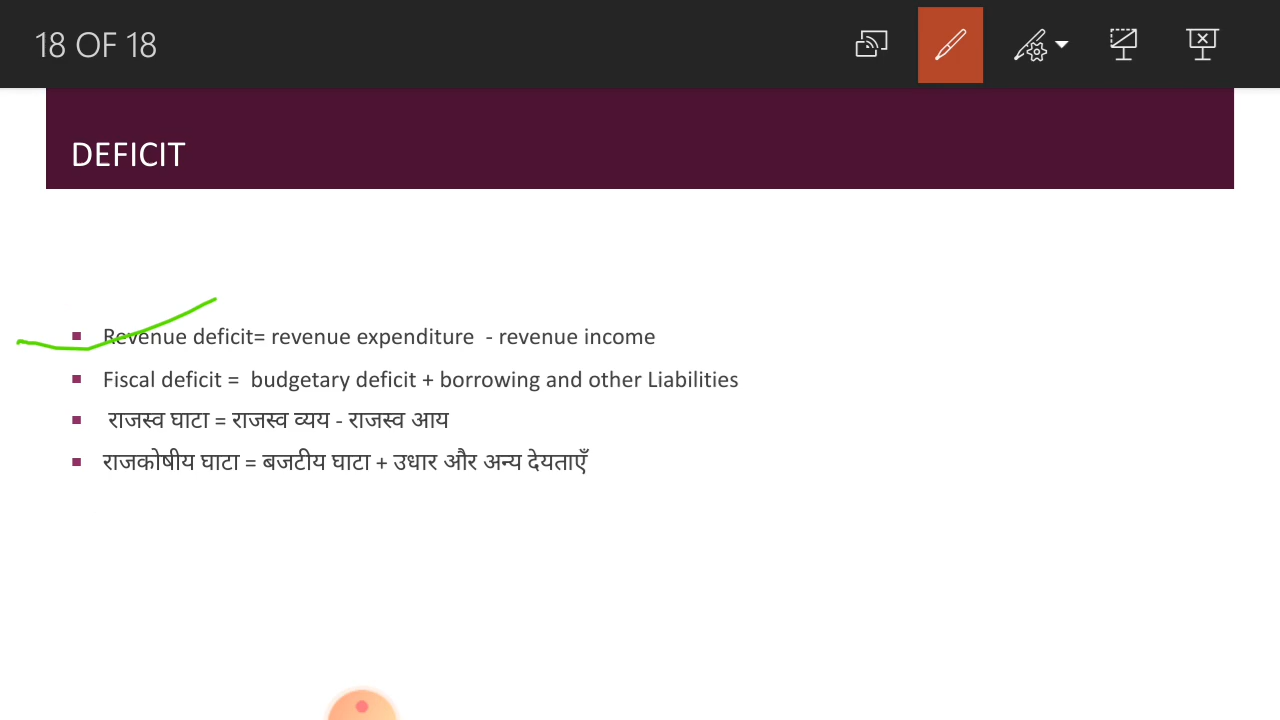 18 OF 18
DEFICIT
Revenue deficit= revenue expenditure - revenue income
Fiscal deficit = budgetary deficit + borrowing and other Liabilities
राजस्व घाटा = राजस्व व्यय - राजस्व आय
राजकोषीय घाटा = बजटीय घाटा + उधार और अन्य देयताएँ